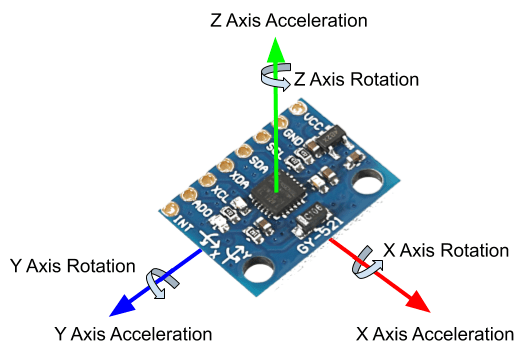 Z Axis Acceleration
Z Axis Rotation
VCC
GND
SCL
SDA
XDA
XCL
ADO
INT
X
Y
GY-521
X Axis Rotation
Y Axis Rotation
Y Axis Acceleration
X Axis Acceleration